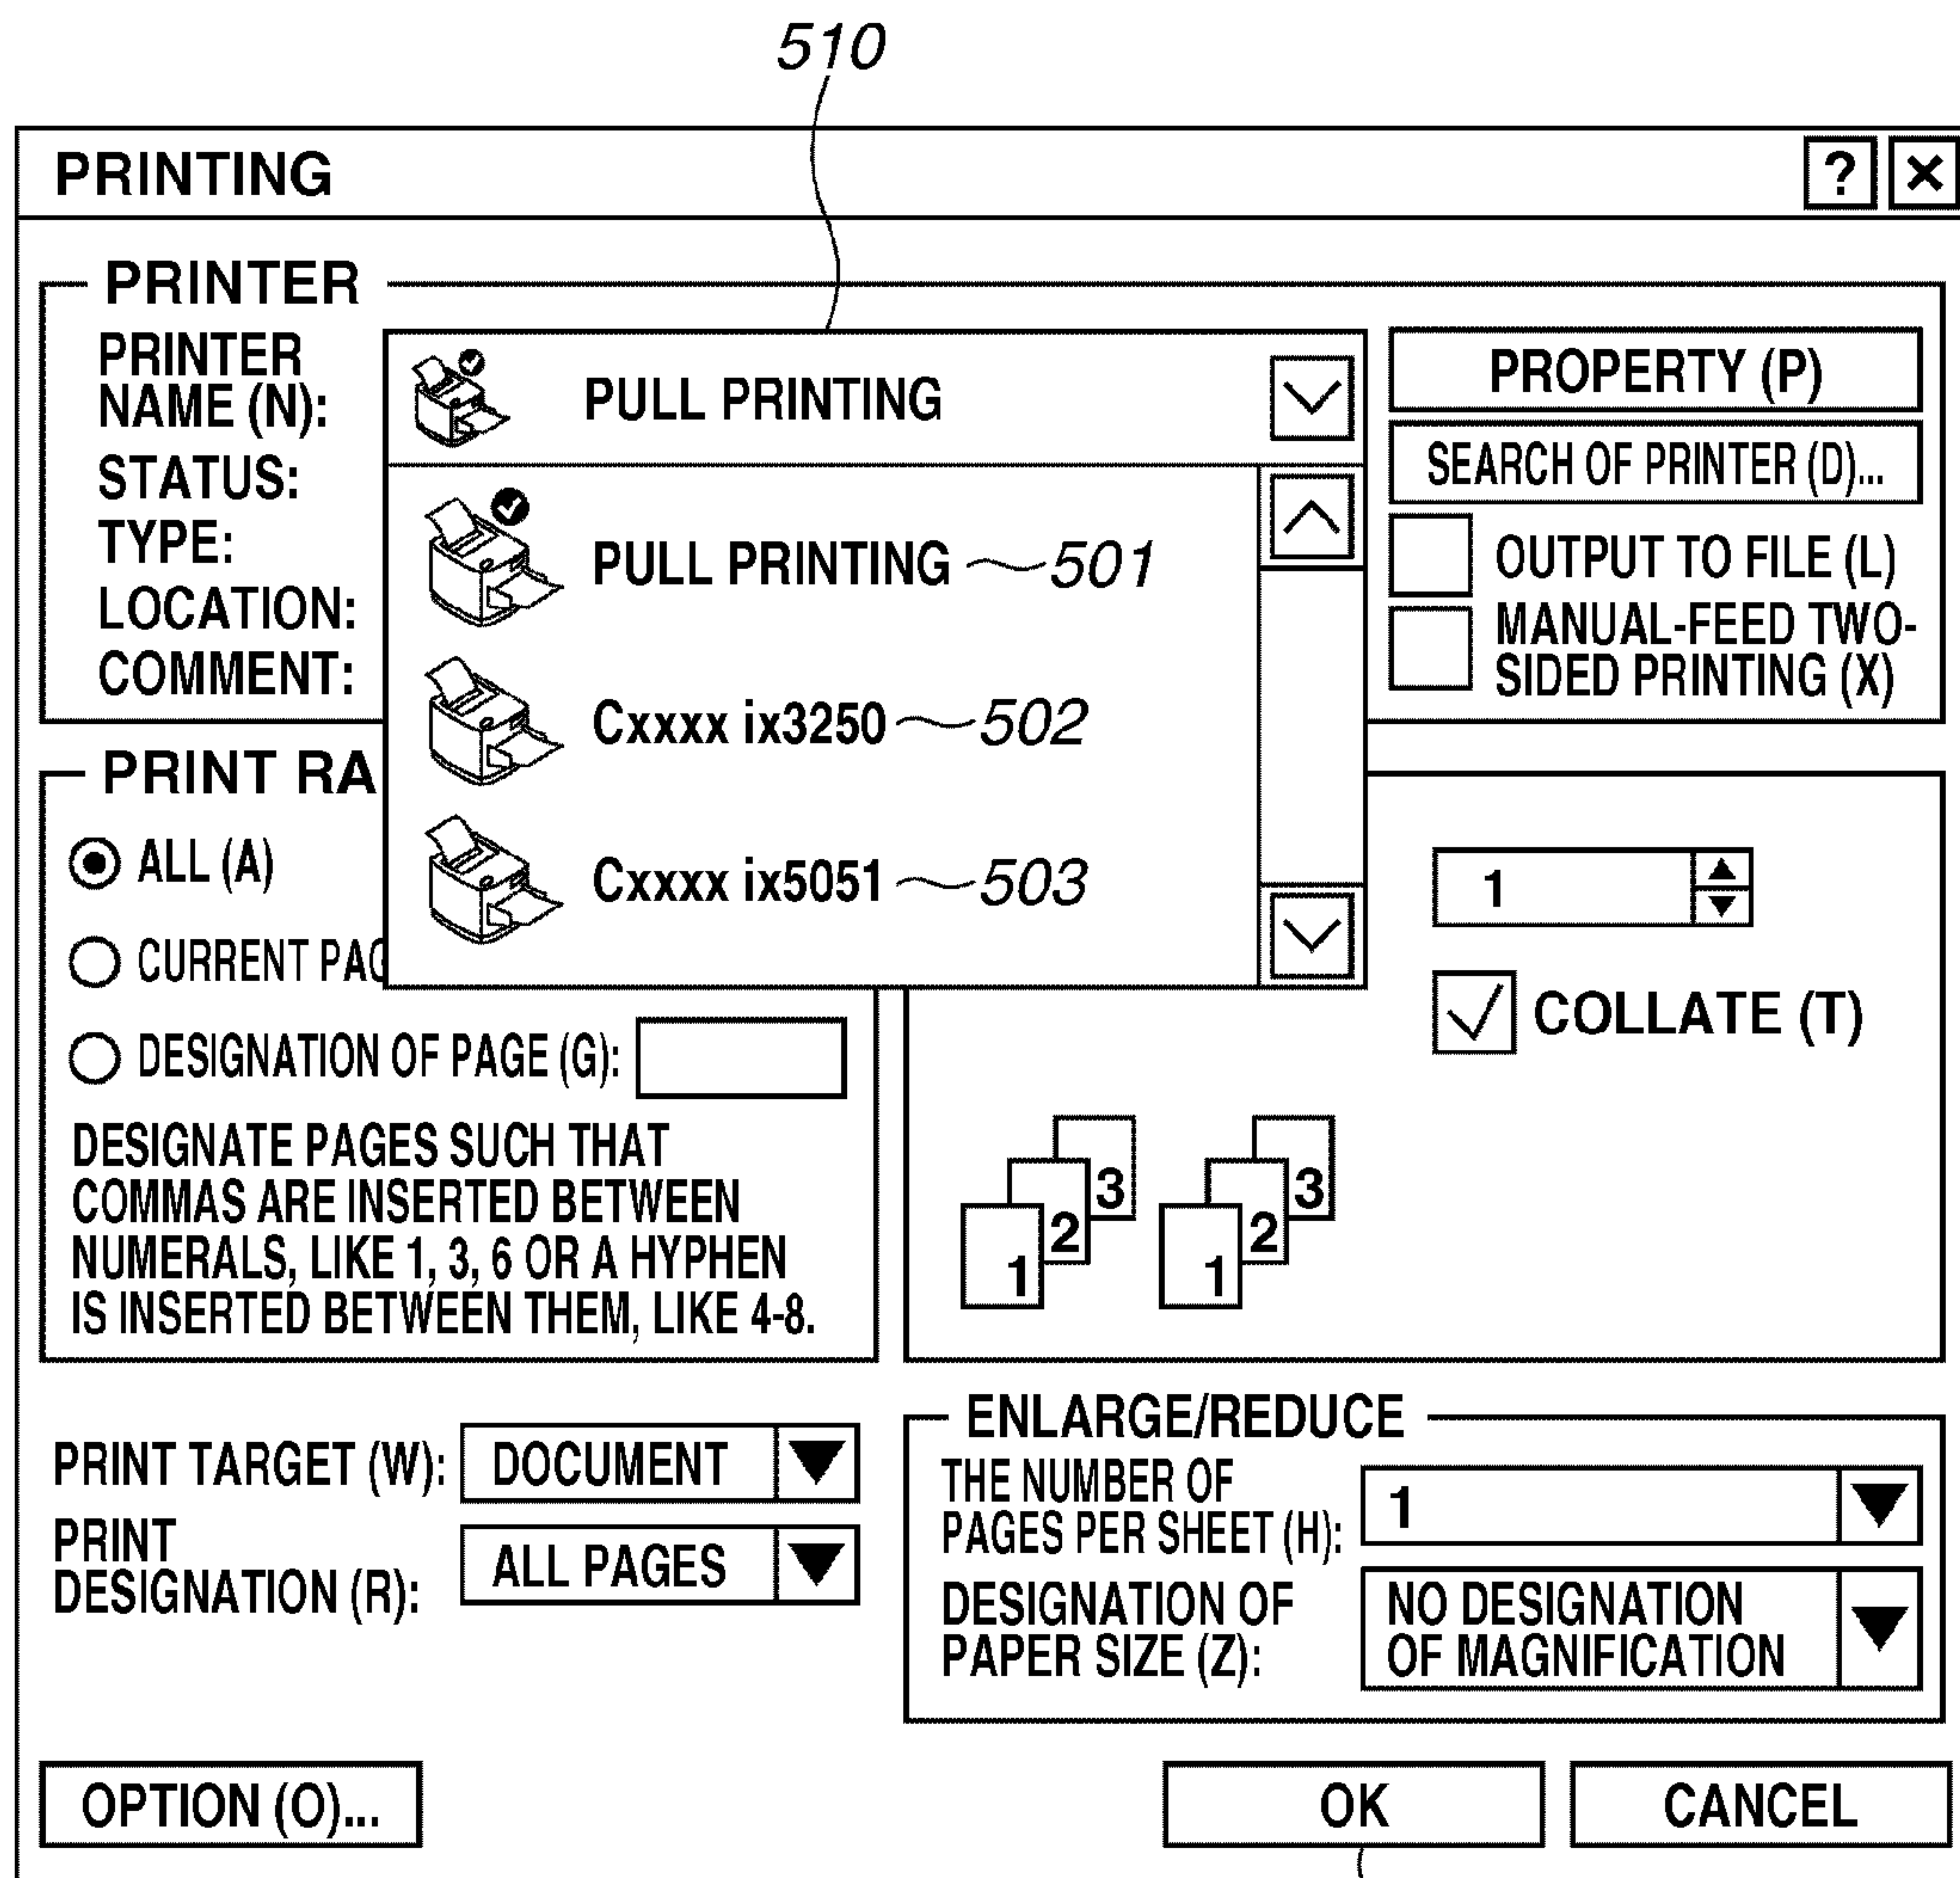 510
PRINTING
?
PRINTER
PRINTER
NAME (N):
STATUS:
TYPE:
LOCATION:
COMMENT:
PULL PRINTING
PULL PRINTING 501
Cxxxx ix3250 502
Cxxxx ix5051 503
PROPERTY (P)
SEARCH OF PRINTER (D)...
OUTPUT TO FILE (L)
MANUAL-FEED TWO-
SIDED PRINTING (X)
PRINT RA
ALL (A)
CURRENT PAG
DESIGNATION OF PAGE (G):
DESIGNATE PAGES SUCH THAT
COMMAS ARE INSERTED BETWEEN
NUMERALS, LIKE 1, 3, 6 OR A HYPHEN
IS INSERTED BETWEEN THEM, LIKE 4-8.
1
COLLATE (T)
1 2 3
1 2 3
PRINT TARGET (W): DOCUMENT
PRINT
DESIGNATION (R): ALL PAGES
ENLARGE/REDUCE
THE NUMBER OF
PAGES PER SHEET (H): 1
DESIGNATION OF
PAPER SIZE (Z):
NO DESIGNATION
OF MAGNIFICATION
OPTION (O)...
OK
CANCEL